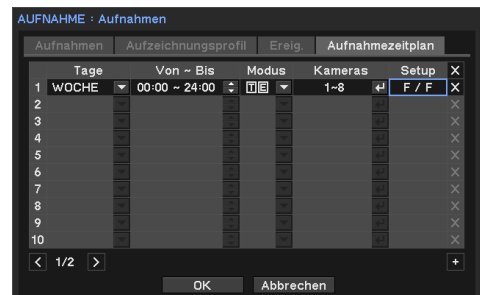 AUFNAHME : Aufnahmen
Aufnahmen Aufzeichnungsprofil Ereig. Aufnahmezeitplan
Tage Von ~ Bis Modus Kameras Setup X
1 WOCHE 00:00 ~ 24:00 T E 1~8 F / F X
2 X
3 X
4 X
5 X
6 X
7 X
8 X
9 X
10 X
< 1/2 > +
OK Abbrechen